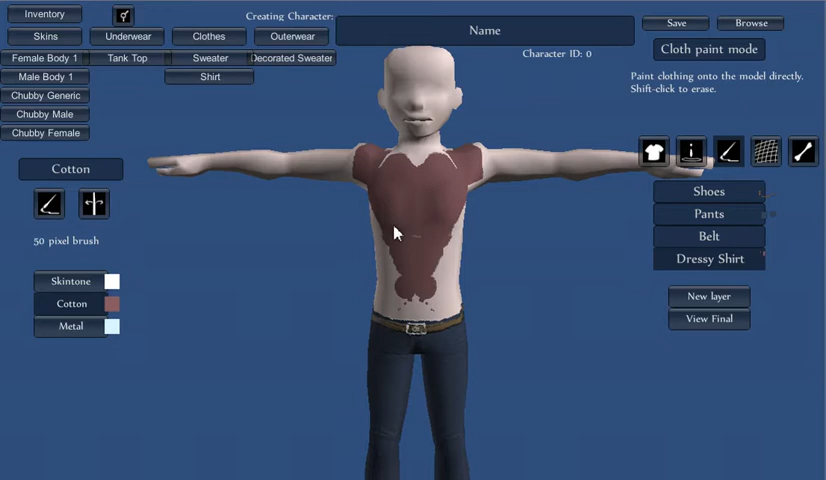 Inventory
Skins
Underwear
Clothes
Outerwear
Female Body 1
Tank Top
Sweater
Decorated Sweater
Male Body 1
Shirt
Chubby Generic
Chubby Male
Chubby Female
Creating Character:
Name
Character ID: 0
Save
Browse
Cloth paint mode
Paint clothing onto the model directly.
Shift-click to erase.
Cotton
50 pixel brush
Skintone
Cotton
Metal
Shoes
Pants
Belt
Dressy Shirt
New layer
View Final